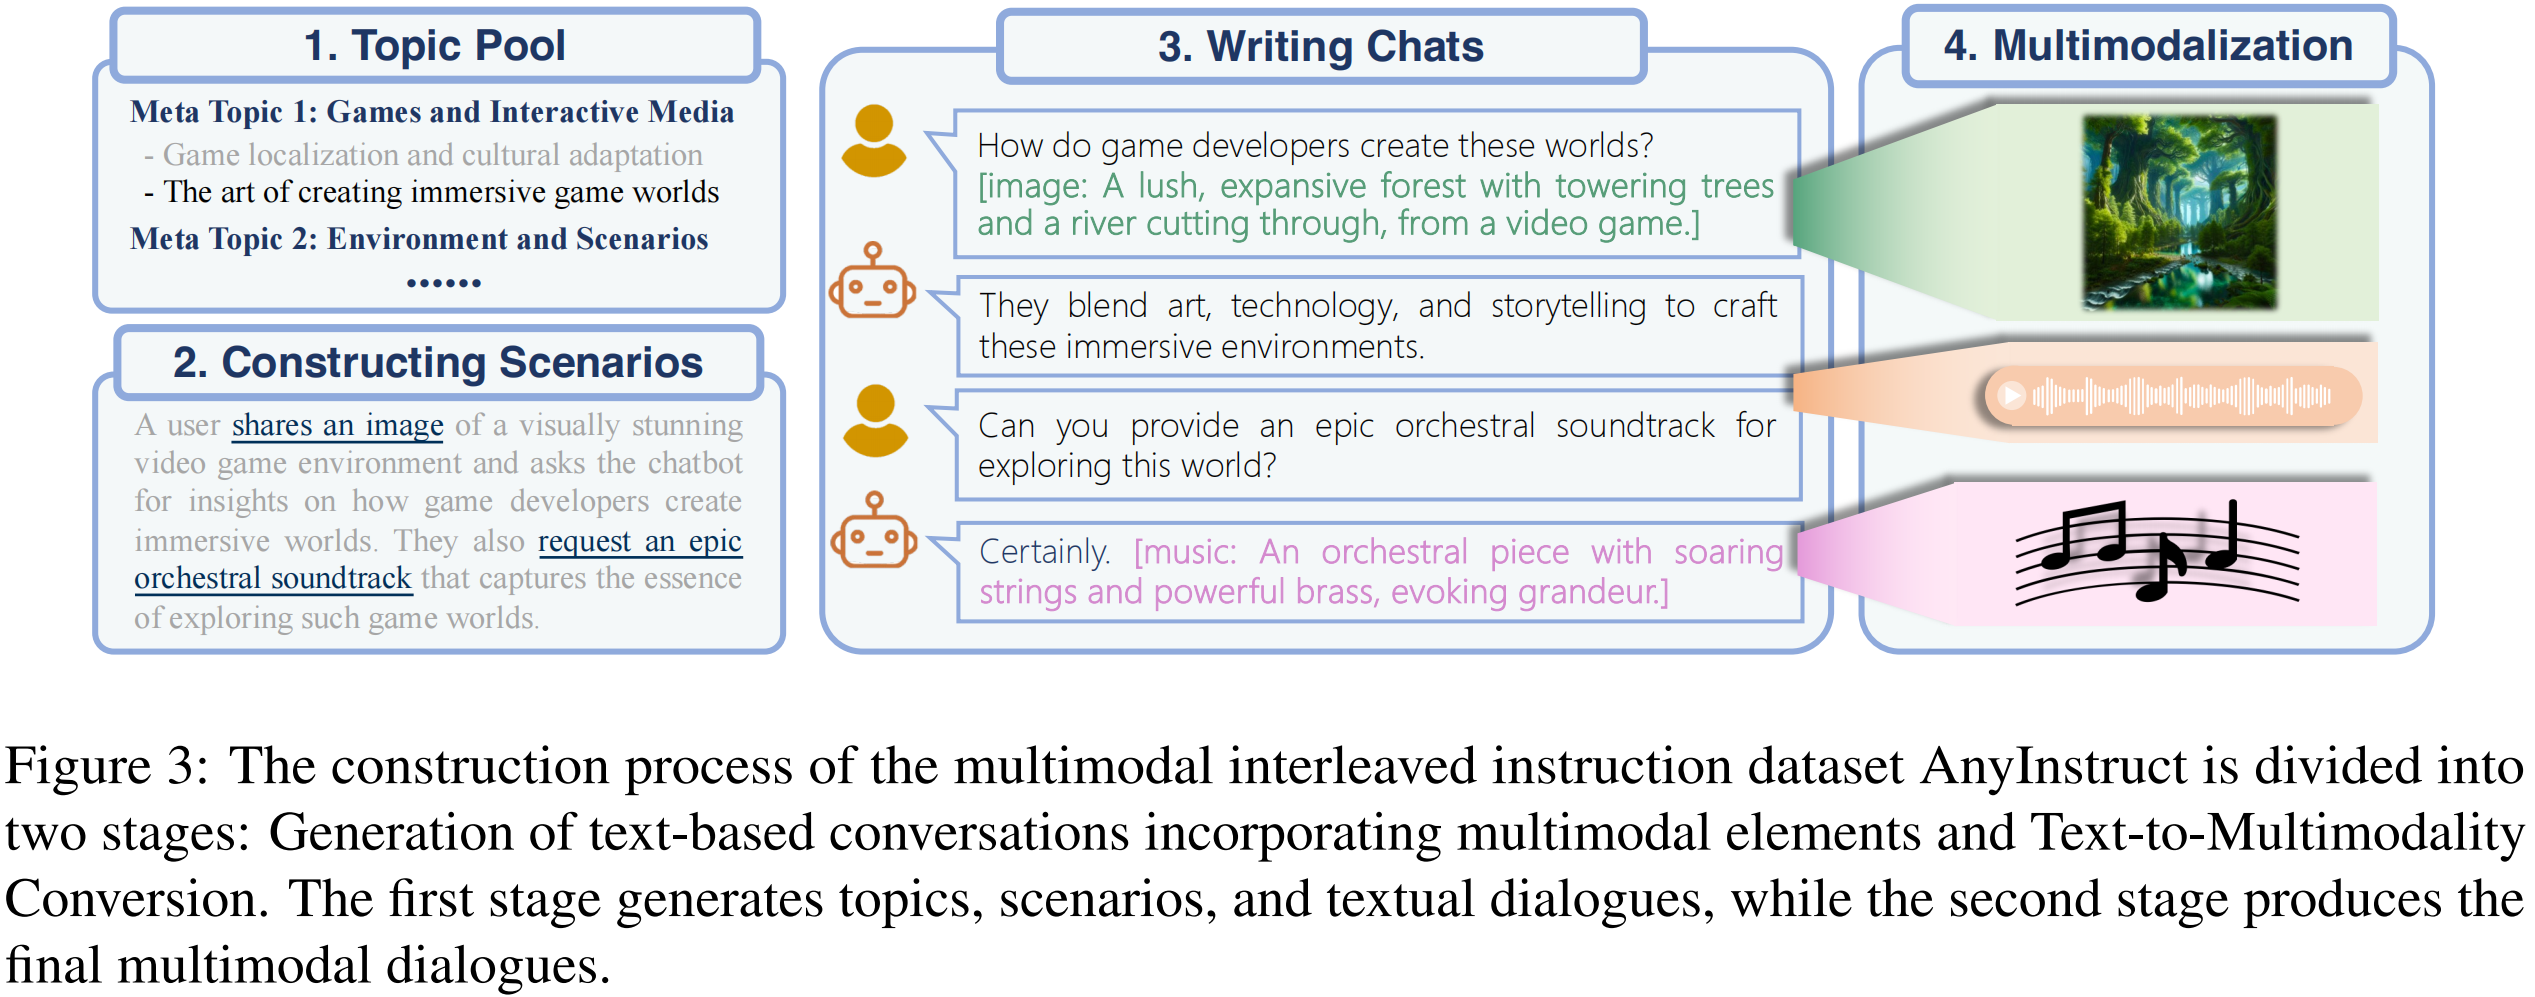 1. Topic Pool
Meta Topic 1: Games and Interactive Media
- Game localization and cultural adaptation
- The art of creating immersive game worlds
Meta Topic 2: Environment and Scenarios
......
2. Constructing Scenarios
A user shares an image of a visually stunning
video game environment and asks the chatbot
for insights on how game developers create
immersive worlds. They also request an epic
orchestral soundtrack that captures the essence
of exploring such game worlds.
3. Writing Chats
How do game developers create these worlds?
[image: A lush, expansive forest with towering trees
and a river cutting through, from a video game.]
They blend art, technology, and storytelling to craft
these immersive environments.
Can you provide an epic orchestral soundtrack for
exploring this world?
Certainly. [music: An orchestral piece with soaring
strings and powerful brass, evoking grandeur.]
4. Multimodalization
Figure 3: The construction process of the multimodal interleaved instruction dataset AnyInstruct is divided into
two stages: Generation of text-based conversations incorporating multimodal elements and Text-to-Multimodality
Conversion. The first stage generates topics, scenarios, and textual dialogues, while the second stage produces the
final multimodal dialogues.